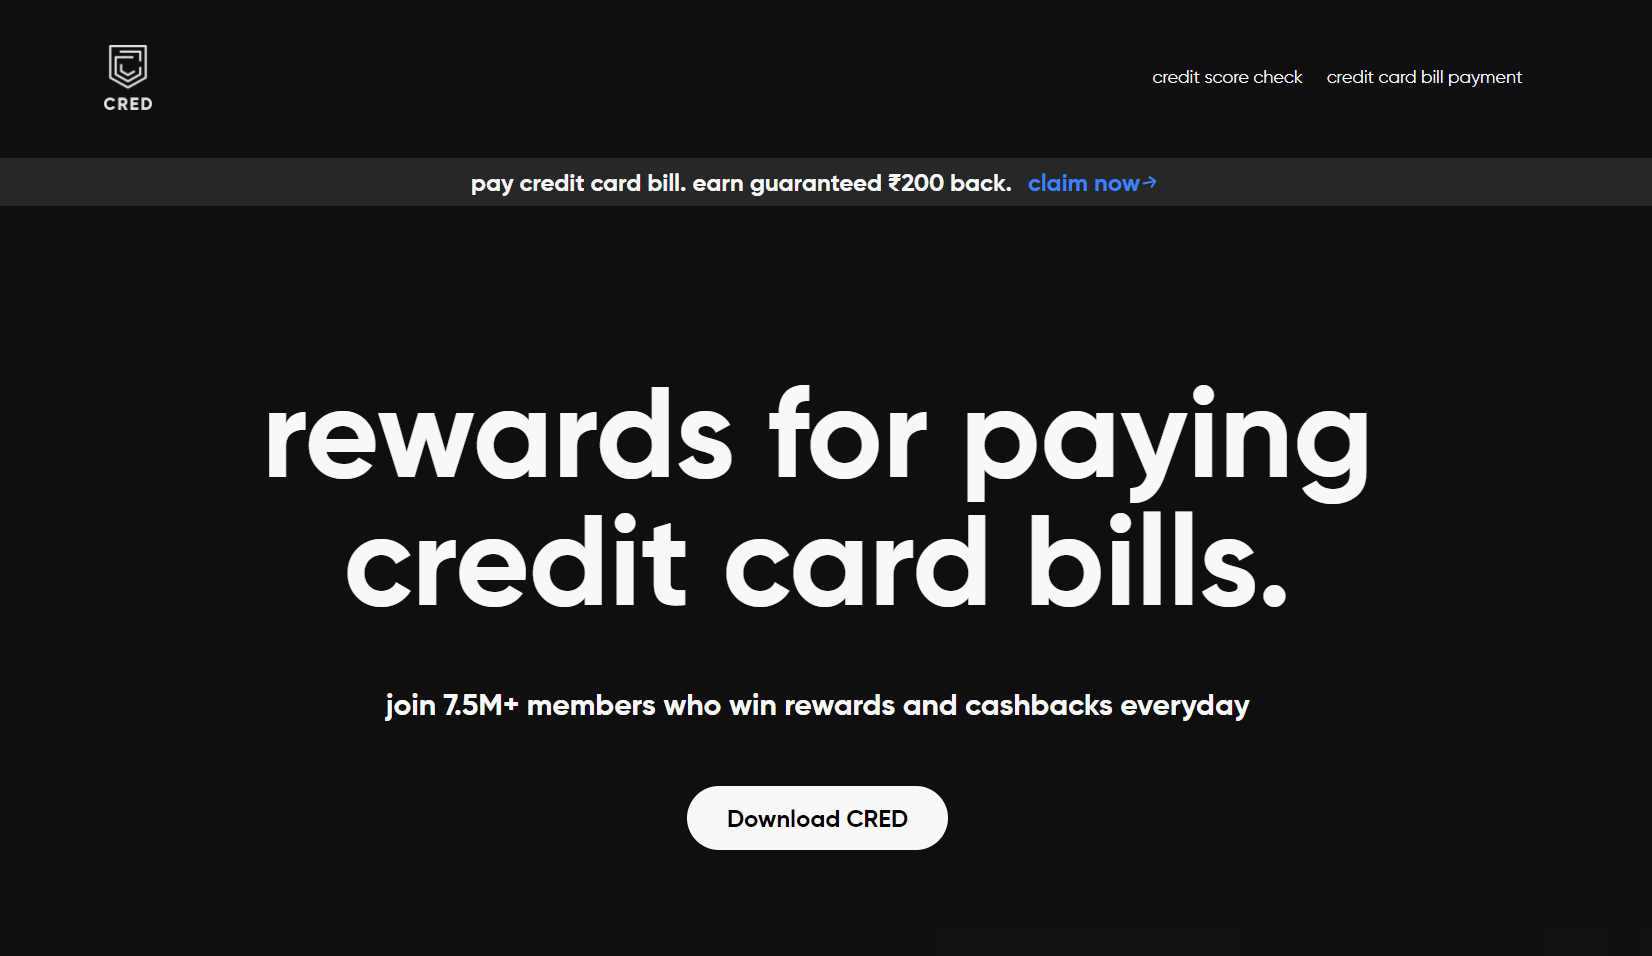 CRED
credit score check
credit card bill payment
pay credit card bill. earn guaranteed ₹200 back. claim now→
rewards for paying
credit card bills.
join 7.5M+ members who win rewards and cashbacks everyday
Download CRED